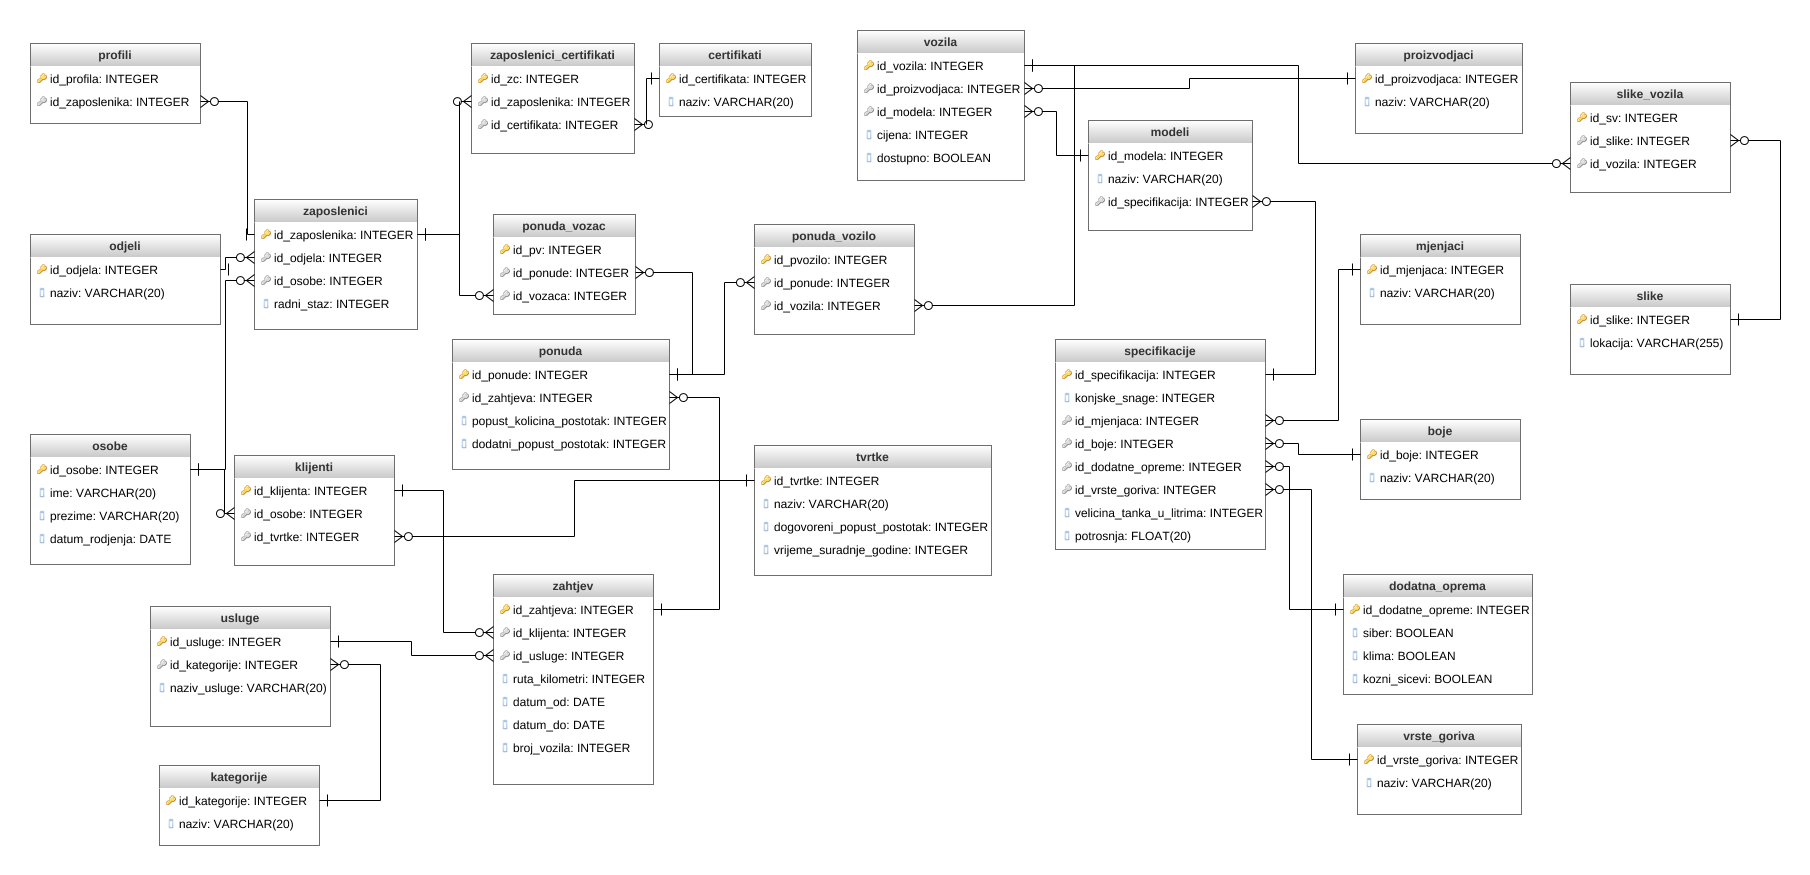 profili
id_profila: INTEGER
id_zaposlenika: INTEGER
zaposlenici_certifikati
id_zc: INTEGER
id_zaposlenika: INTEGER
id_certifikata: INTEGER
certifikati
id_certifikata: INTEGER
naziv: VARCHAR(20)
vozila
id_vozila: INTEGER
id_proizvodjaca: INTEGER
id_modela: INTEGER
cijena: INTEGER
dostupno: BOOLEAN
proizvodjaci
id_proizvodjaca: INTEGER
naziv: VARCHAR(20)
slike_vozila
id_sv: INTEGER
id_slike: INTEGER
id_vozila: INTEGER
modeli
id_modela: INTEGER
naziv: VARCHAR(20)
id_specifikacija: INTEGER
zaposlenici
id_zaposlenika: INTEGER
id_odjela: INTEGER
id_osobe: INTEGER
radni_staz: INTEGER
odjeli
id_odjela: INTEGER
naziv: VARCHAR(20)
ponuda_vozac
id_pv: INTEGER
id_ponude: INTEGER
id_vozaca: INTEGER
ponuda_vozilo
id_pvozilo: INTEGER
id_ponude: INTEGER
id_vozila: INTEGER
mjenjaci
id_mjenjaca: INTEGER
naziv: VARCHAR(20)
slike
id_slike: INTEGER
lokacija: VARCHAR(255)
ponuda
id_ponude: INTEGER
id_zahtjeva: INTEGER
popust_kolicina_postotak: INTEGER
dodatni_popust_postotak: INTEGER
specifikacije
id_specifikacija: INTEGER
konjske_snage: INTEGER
id_mjenjaca: INTEGER
id_boje: INTEGER
id_dodatne_opreme: INTEGER
id_vrste_goriva: INTEGER
velicina_tanka_u_litrima: INTEGER
potrosnja: FLOAT(20)
boje
id_boje: INTEGER
naziv: VARCHAR(20)
osobe
id_osobe: INTEGER
ime: VARCHAR(20)
prezime: VARCHAR(20)
datum_rodjenja: DATE
klijenti
id_klijenta: INTEGER
id_osobe: INTEGER
id_tvrtke: INTEGER
tvrtke
id_tvrtke: INTEGER
naziv: VARCHAR(20)
dogovoreni_popust_postotak: INTEGER
vrijeme_suradnje_godine: INTEGER
zahtjev
id_zahtjeva: INTEGER
id_klijenta: INTEGER
id_usluge: INTEGER
ruta_kilometri: INTEGER
datum_od: DATE
datum_do: DATE
broj_vozila: INTEGER
dodatna_oprema
id_dodatne_opreme: INTEGER
siber: BOOLEAN
klima: BOOLEAN
kozni_sicevi: BOOLEAN
usluge
id_usluge: INTEGER
id_kategorije: INTEGER
naziv_usluge: VARCHAR(20)
vrste_goriva
id_vrste_goriva: INTEGER
naziv: VARCHAR(20)
kategorije
id_kategorije: INTEGER
naziv: VARCHAR(20)